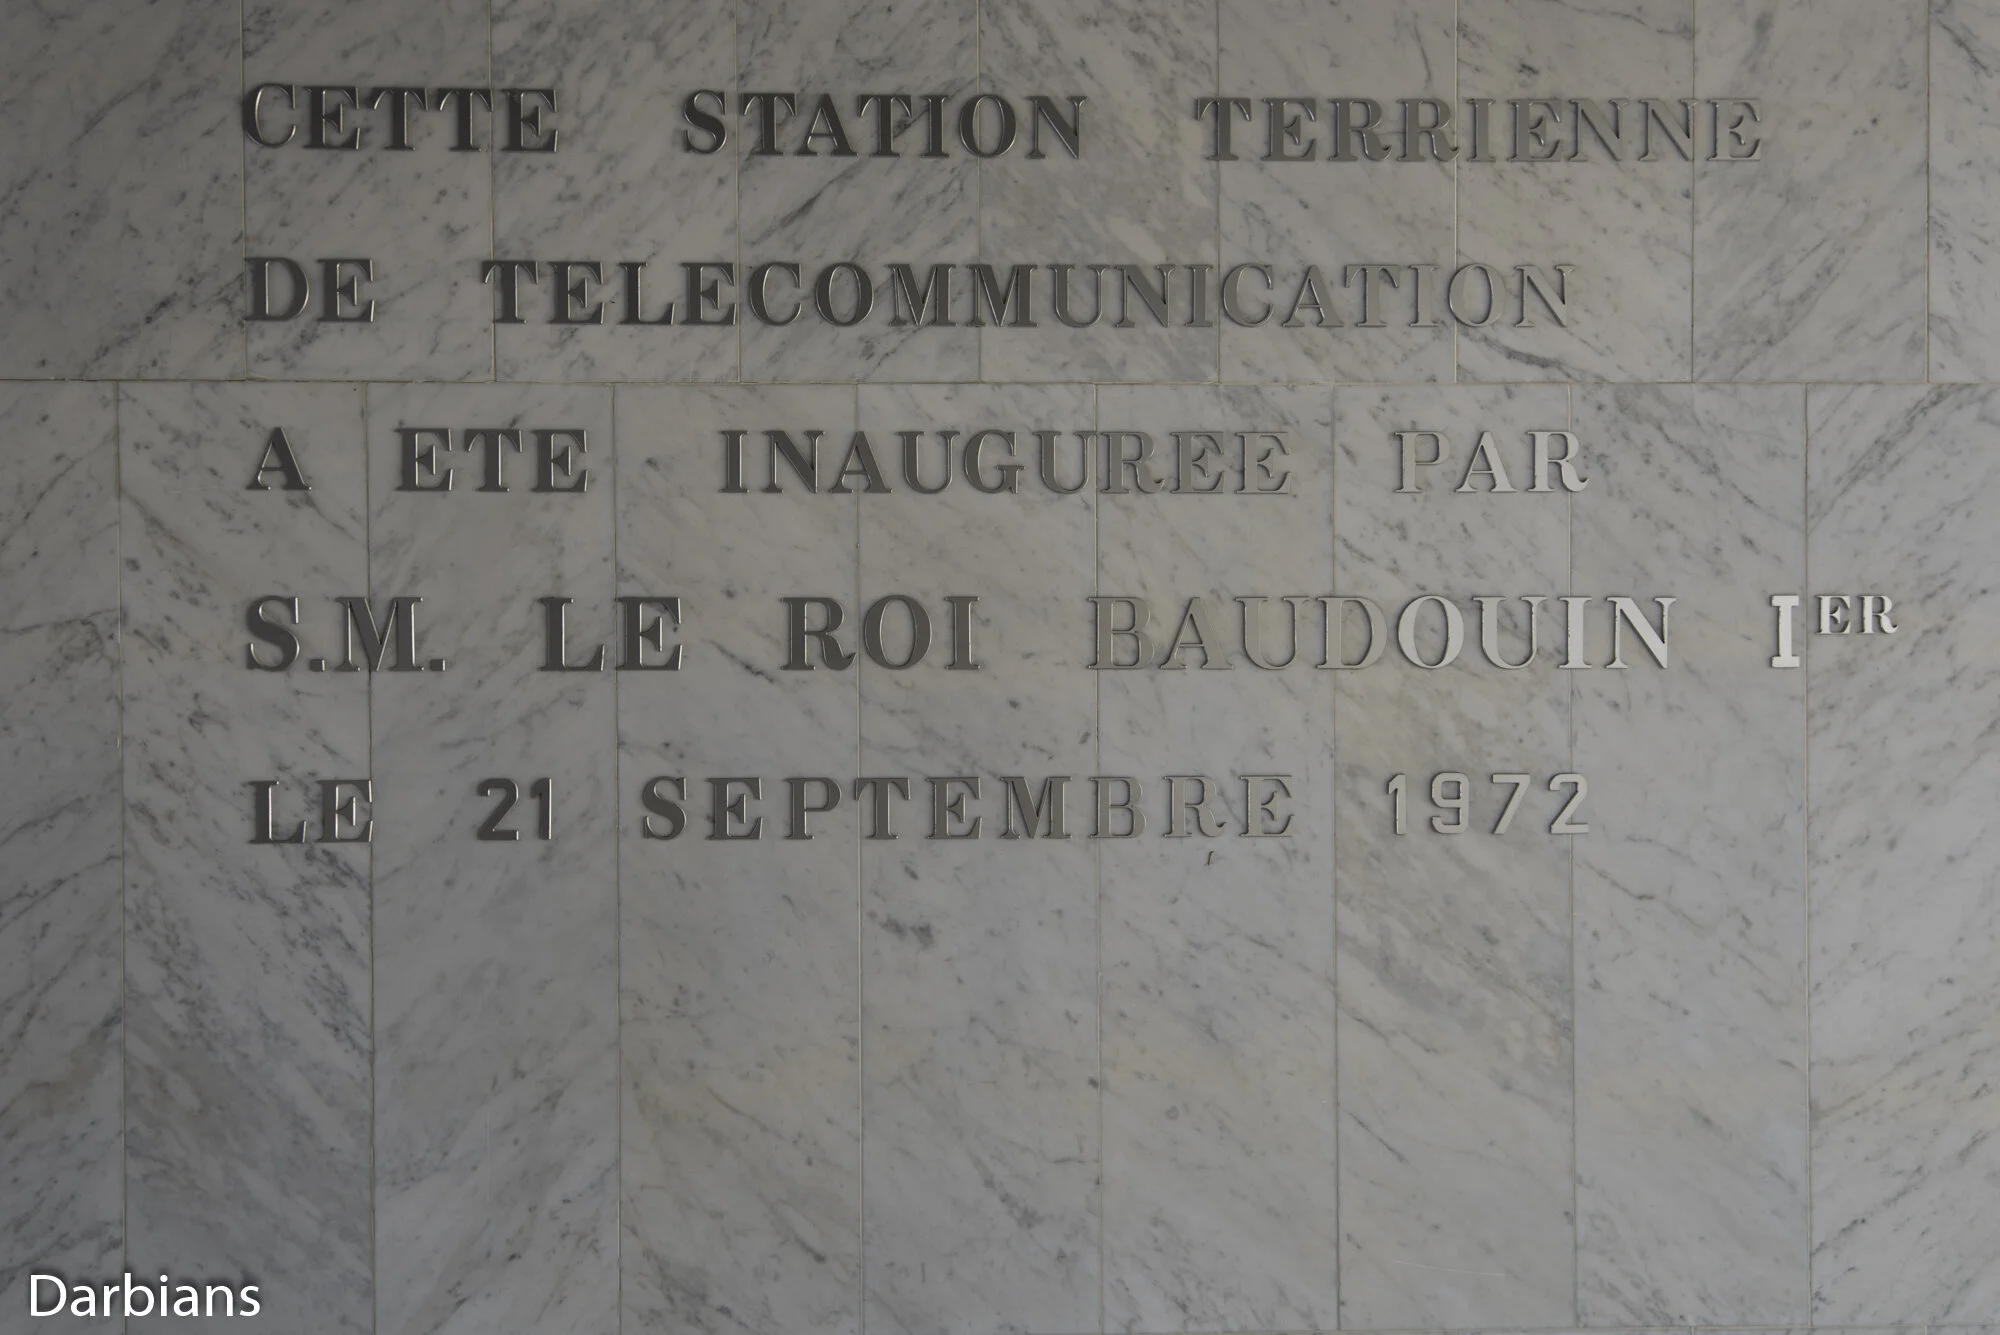 CETTE STATION TERRIENNE
DE TELECOMMUNICATION
A ETE INAUGUREE PAR
S.M. LE ROI BAUDOUIN IER
LE 21 SEPTEMBRE 1972
Darbians